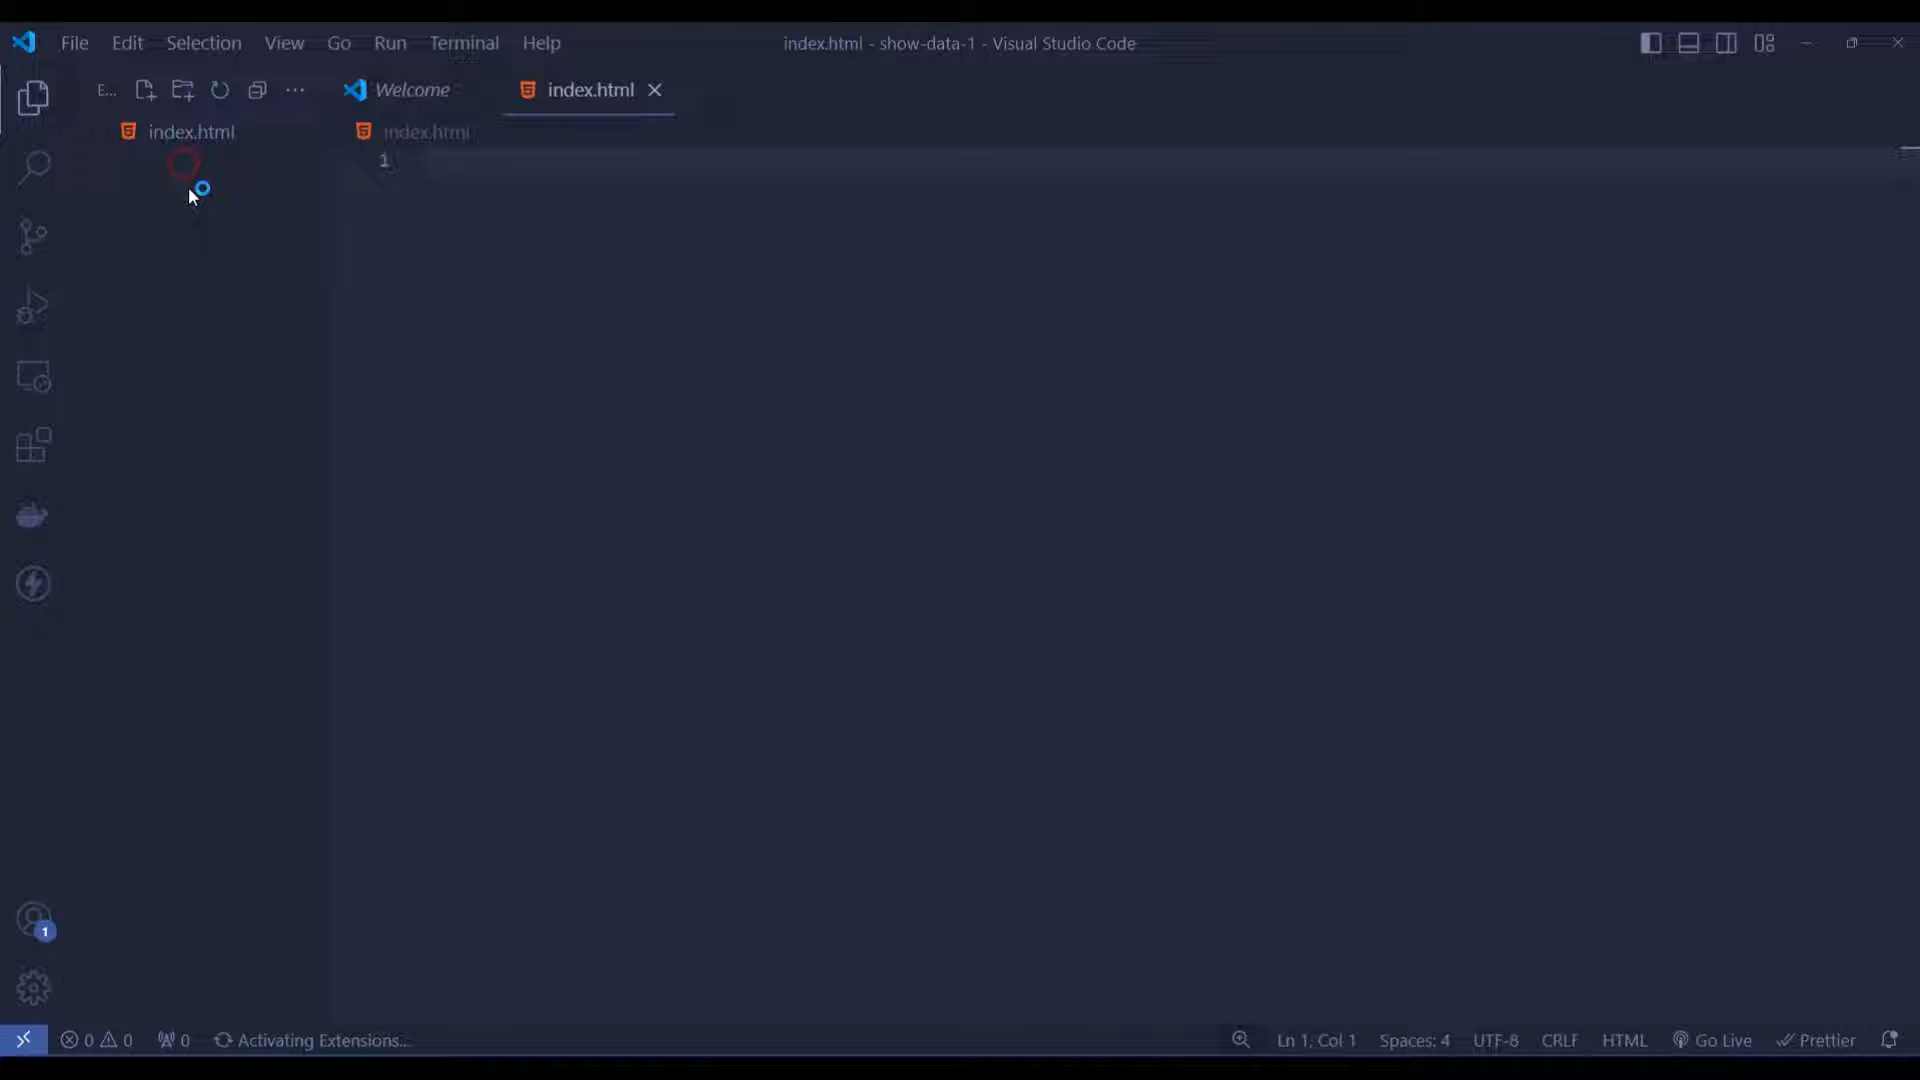 File Edit Selection View Go Run Terminal Help index.html - show-data-1 - Visual Studio Code
E... Welcome index.html
index.html index.html
1
1
0 0 0 Activating Extensions... Ln 1, Col 1 Spaces: 4 UTF-8 CRLF HTML Go Live Prettier